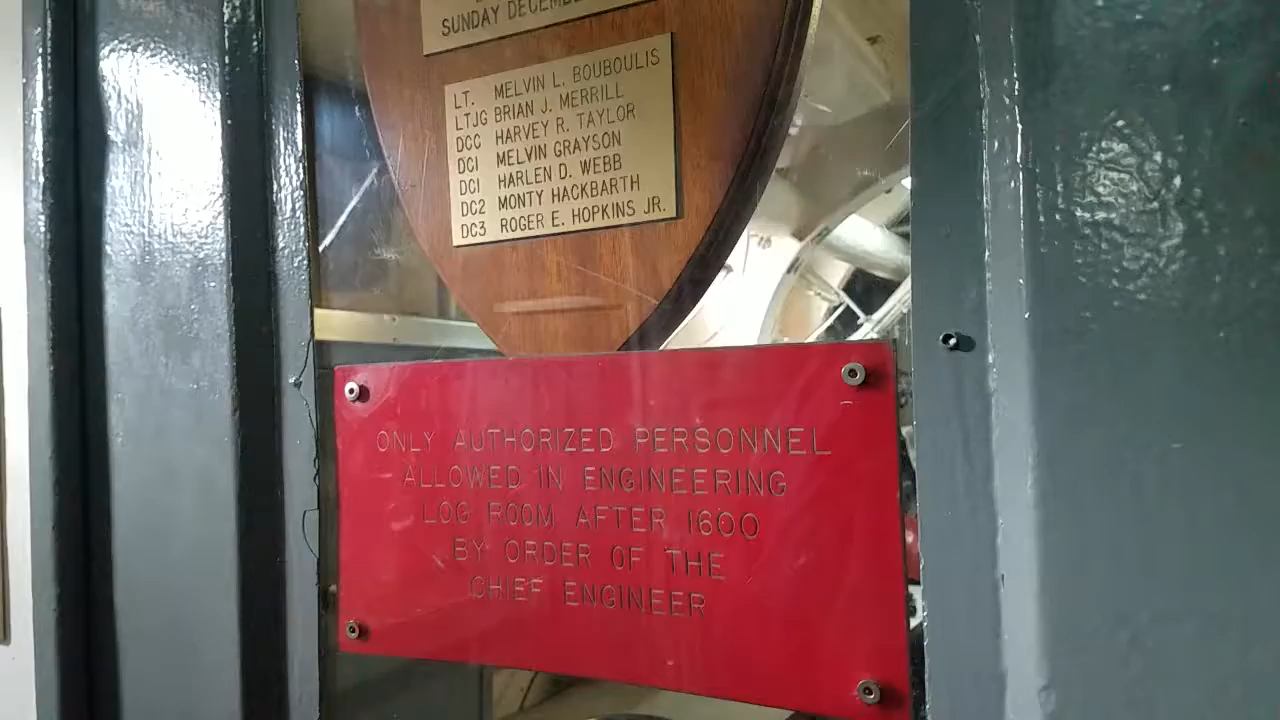 SUNDAY DECEMBE
LT. MELVIN L. BOUBOULIS
LTJG BRIAN J. MERRILL
DCC HARVEY R. TAYLOR
DC1 MELVIN GRAYSON
DC1 HARLEN D. WEBB
DC2 MONTY HACKBARTH
DC3 ROGER E. HOPKINS JR.
ONLY AUTHORIZED PERSONNEL
ALLOWED IN ENGINEERING
LOG ROOM AFTER 1600
BY ORDER OF THE
CHIEF ENGINEER